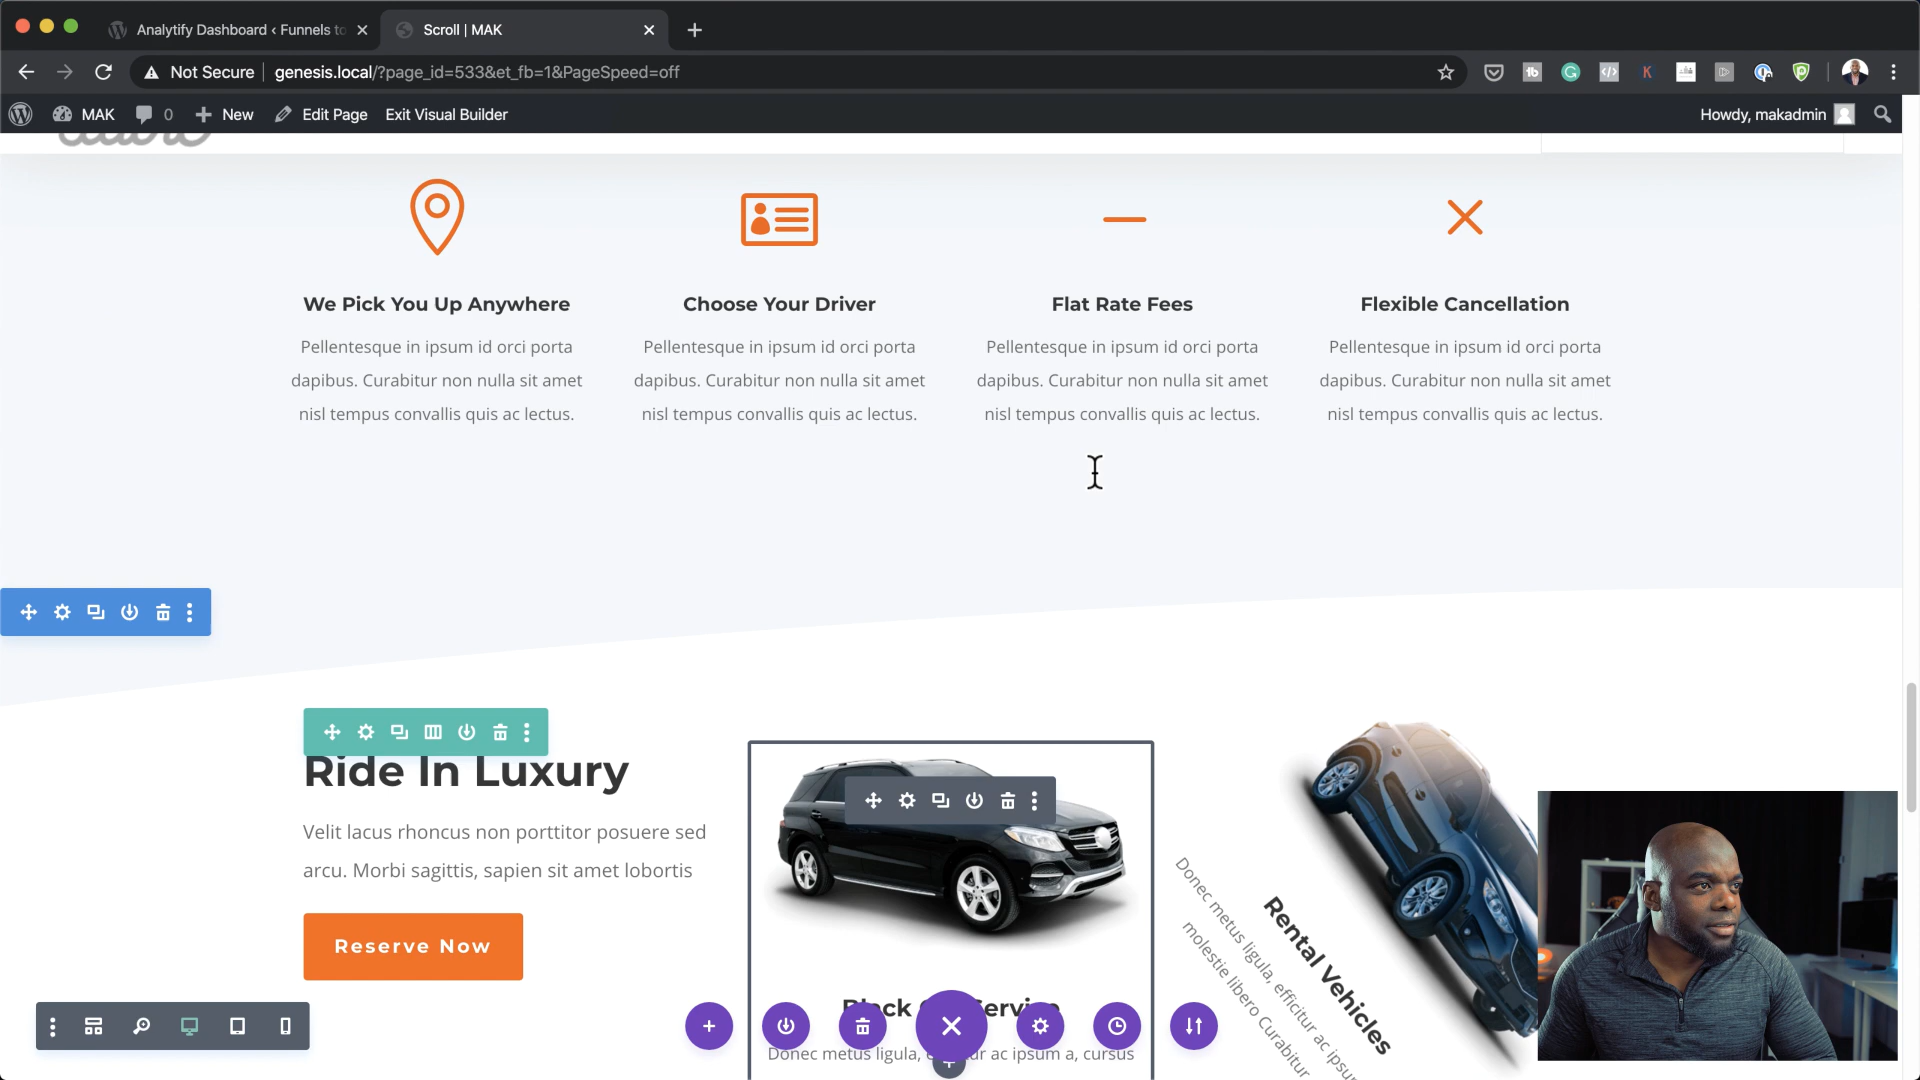 Analytify Dashboard ‹ Funnels to
Scroll | MAK
Not Secure
genesis.local/?page_id=533&et_fb=1&PageSpeed=off
MAK
0
New
Edit Page
Exit Visual Builder
Howdy, makadmin
We Pick You Up Anywhere
Pellentesque in ipsum id orci porta
dapibus. Curabitur non nulla sit amet
nisl tempus convallis quis ac lectus.
Choose Your Driver
Pellentesque in ipsum id orci porta
dapibus. Curabitur non nulla sit amet
nisl tempus convallis quis ac lectus.
Flat Rate Fees
Pellentesque in ipsum id orci porta
dapibus. Curabitur non nulla sit amet
nisl tempus convallis quis ac lectus.
Flexible Cancellation
Pellentesque in ipsum id orci porta
dapibus. Curabitur non nulla sit amet
nisl tempus convallis quis ac lectus.
Ride In Luxury
Velit lacus rhoncus non porttitor posuere sed
arcu. Morbi sagittis, sapien sit amet lobortis
Reserve Now
Donec metus ligula, ac ipsum a, cursus
Rental Vehicles
Donec metus ligula, efficitur ac ipsum
molestie libero Curabitur